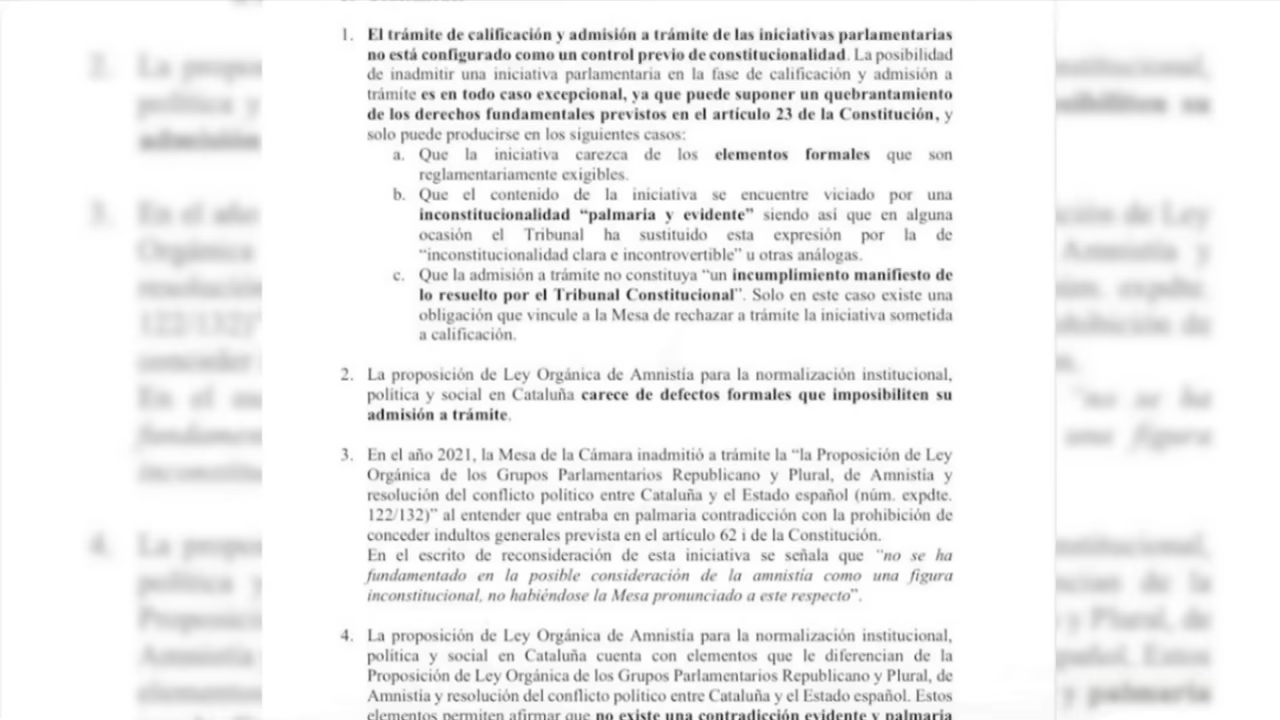 1. El trámite de calificación y admisión a trámite de las iniciativas parlamentarias
no está configurado como un control previo de constitucionalidad. La posibilidad
de inadmitir una iniciativa parlamentaria en la fase de calificación y admisión a
trámite es en todo caso excepcional, ya que puede suponer un quebrantamiento
de los derechos fundamentales previstos en el artículo 23 de la Constitución, y
solo puede producirse en los siguientes casos:
a. Que la iniciativa carezca de los elementos formales que son
reglamentariamente exigibles.
b. Que el contenido de la iniciativa se encuentre viciado por una
inconstitucionalidad “palmaria y evidente” siendo así que en alguna
ocasión el Tribunal ha sustituido esta expresión por la de
“inconstitucionalidad clara e incontrovertible” u otras análogas.
c. Que la admisión a trámite no constituya “un incumplimiento manifiesto de
lo resuelto por el Tribunal Constitucional”. Solo en este caso existe una
obligación que vincule a la Mesa de rechazar a trámite la iniciativa sometida
a calificación.
2. La proposición de Ley Orgánica de Amnistía para la normalización institucional,
política y social en Cataluña carece de defectos formales que imposibiliten su
admisión a trámite.
3. En el año 2021, la Mesa de la Cámara inadmitió a trámite la “la Proposición de Ley
Orgánica de los Grupos Parlamentarios Republicano y Plural, de Amnistía y
resolución del conflicto político entre Cataluña y el Estado español (núm. expdte.
122/132)” al entender que entraba en palmaria contradicción con la prohibición de
conceder indultos generales prevista en el artículo 62 i de la Constitución.
En el escrito de reconsideración de esta iniciativa se señala que “no se ha
fundamentado en la posible consideración de la amnistía como una figura
inconstitucional, no habiéndose la Mesa pronunciado a este respecto”.
4. La proposición de Ley Orgánica de Amnistía para la normalización institucional,
política y social en Cataluña cuenta con elementos que le diferencian de la
Proposición de Ley Orgánica de los Grupos Parlamentarios Republicano y Plural, de
Amnistía y resolución del conflicto político entre Cataluña y el Estado español. Estos
elementos permiten afirmar que no existe una contradicción evidente y palmaria